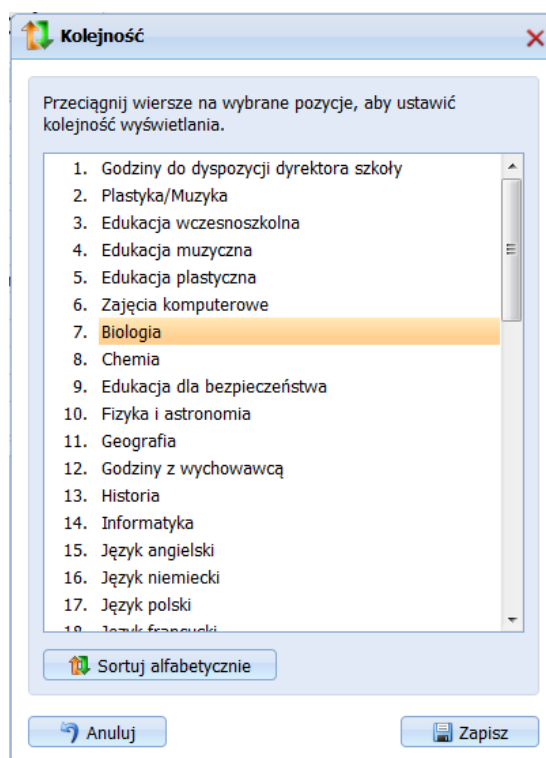 Kolejność
Przeciągnij wiersze na wybrane pozycje, aby ustawić
kolejność wyświetlania.
1. Godziny do dyspozycji dyrektora szkoły
2. Plastyka/Muzyka
3. Edukacja wczesnoszkolna
4. Edukacja muzyczna
5. Edukacja plastyczna
6. Zajęcia komputerowe
7. Biologia
8. Chemia
9. Edukacja dla bezpieczeństwa
10. Fizyka i astronomia
11. Geografia
12. Godziny z wychowawcą
13. Historia
14. Informatyka
15. Język angielski
16. Język niemiecki
17. Język polski
18. Język francuski
Sortuj alfabetycznie
Anuluj
Zapisz